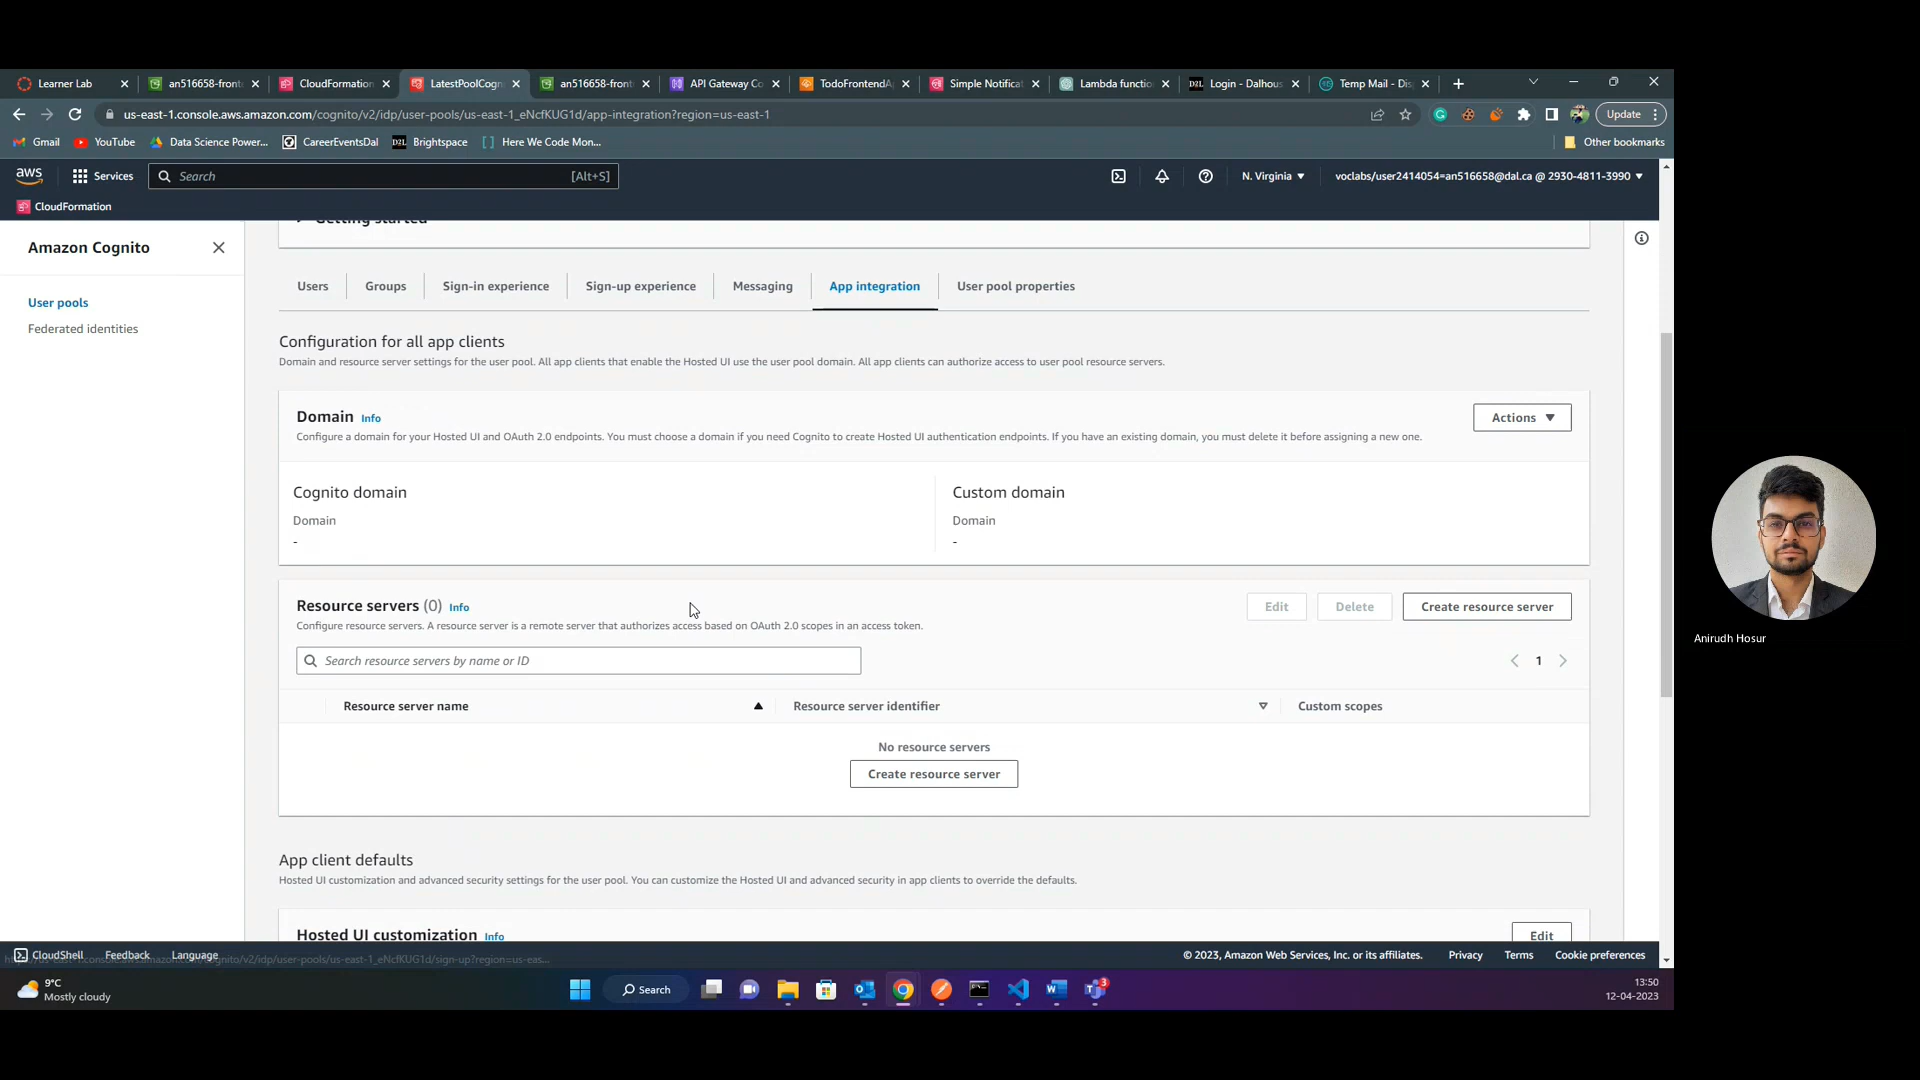 Learner Lab
an516658-front
CloudFormation
LatestPoolCogn
an516658-front
API Gateway Co
TodoFrontendA
Simple Notifica
Lambda functio
D2L Login - Dalhous
Temp Mail - Dis
us-east-1.console.aws.amazon.com/cognito/v2/idp/user-pools/us-east-1_eNcfKUG1d/app-integration?region=us-east-1
Update
Gmail
YouTube
Data Science Power...
CareerEventsDal
D2L Brightspace
Here We Code Mon...
Other bookmarks
aws
Services
Search
[Alt+S]
N. Virginia
voclabs/user2414054=an516658@dal.ca @ 2930-4811-3990
CloudFormation
Getting started
Amazon Cognito
User pools
Federated identities
Users
Groups
Sign-in experience
Sign-up experience
Messaging
App integration
User pool properties
Configuration for all app clients
Domain and resource server settings for the user pool. All app clients that enable the Hosted UI use the user pool domain. All app clients can authorize access to user pool resource servers.
Domain Info
Actions
Configure a domain for your Hosted UI and OAuth 2.0 endpoints. You must choose a domain if you need Cognito to create Hosted UI authentication endpoints. If you have an existing domain, you must delete it before assigning a new one.
Cognito domain
Domain
-
Custom domain
Domain
-
Resource servers (0) Info
Edit
Delete
Create resource server
Configure resource servers. A resource server is a remote server that authorizes access based on OAuth 2.0 scopes in an access token.
Search resource servers by name or ID
1
Resource server name
Resource server identifier
Custom scopes
No resource servers
Create resource server
App client defaults
Hosted UI customization and advanced security settings for the user pool. You can customize the Hosted UI and advanced security in app clients to override the defaults.
Hosted UI customization Info
Edit
CloudShell
Feedback
Language
© 2023, Amazon Web Services, Inc. or its affiliates.
Privacy
Terms
Cookie preferences
9°C
Mostly cloudy
Search
3
13:50
12-04-2023
Anirudh Hosur